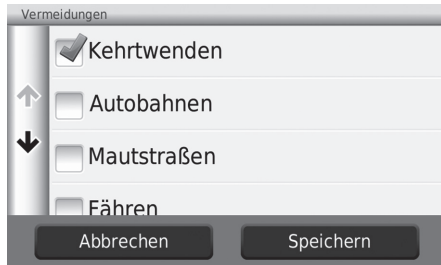 Vermeidungen
Kehrtwenden
Autobahnen
Mautstraßen
Fähren
Abbrechen
Speichern